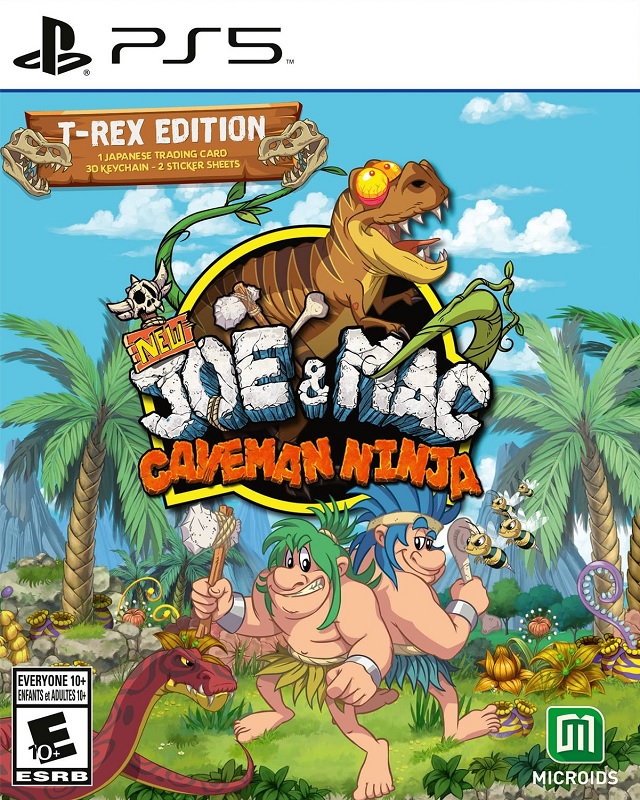 PS5
T-REX EDITION
1 JAPANESE TRADING CARD
3D KEYCHAIN - 2 STICKER SHEETS
NEW
JOE & MAC
CAVEMAN NINJA
EVERYONE 10+
ENFANTS et ADULTES 10+
E
10+
ESRB
MICROIDS